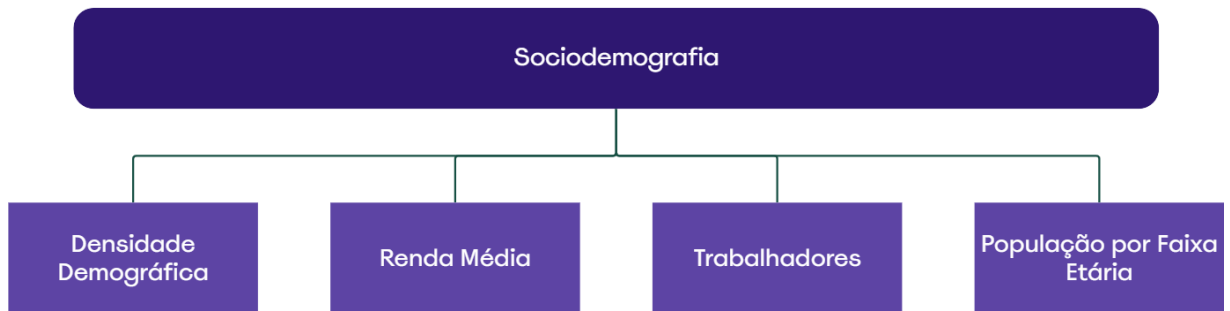 Sociodemografia
Densidade
Demográfica
Renda Média
Trabalhadores
População por Faixa
Etária